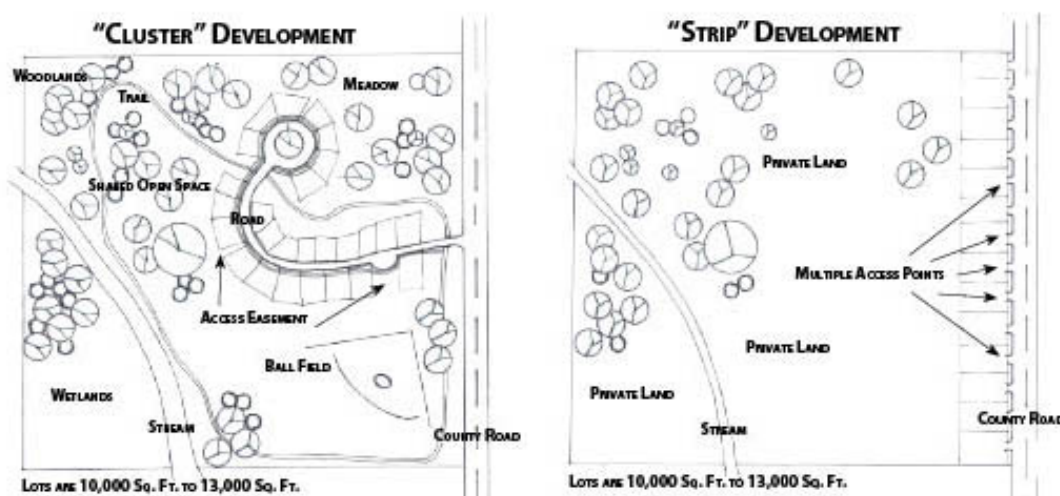 “CLUSTER” DEVELOPMENT
WOODLANDS
TRAIL
MEADOW
SHARED OPEN SPACE
ROAD
ACCESS EASEMENT
BALL FIELD
WETLANDS
STREAM
COUNTY ROAD
LOTS ARE 10,000 SQ. FT. TO 13,000 SQ. FT.
“STRIP” DEVELOPMENT
PRIVATE LAND
MULTIPLE ACCESS POINTS
PRIVATE LAND
PRIVATE LAND
COUNTY ROAD
STREAM
LOTS ARE 10,000 SQ. FT. TO 13,000 SQ. FT.